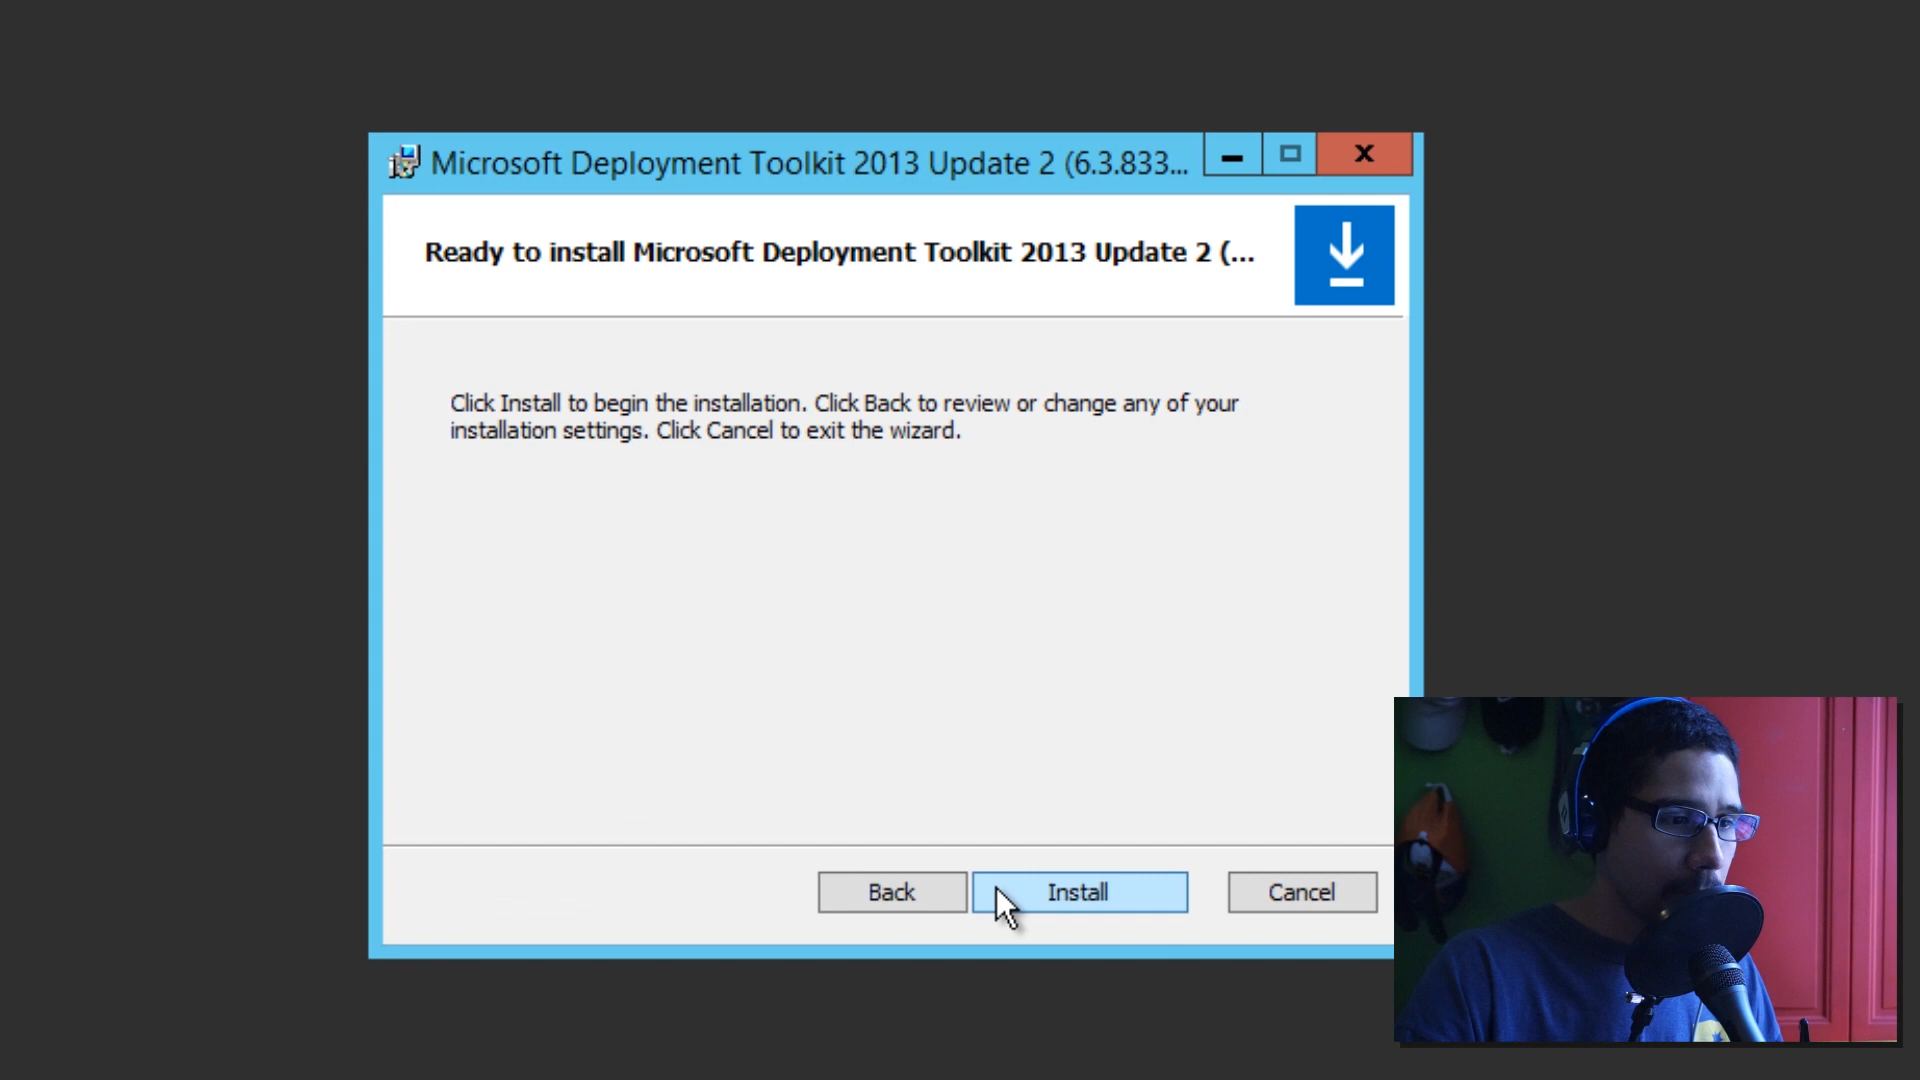 Microsoft Deployment Toolkit 2013 Update 2 (6.3.833...
Ready to install Microsoft Deployment Toolkit 2013 Update 2 (...
Click Install to begin the installation. Click Back to review or change any of your
installation settings. Click Cancel to exit the wizard.
Back
Install
Cancel